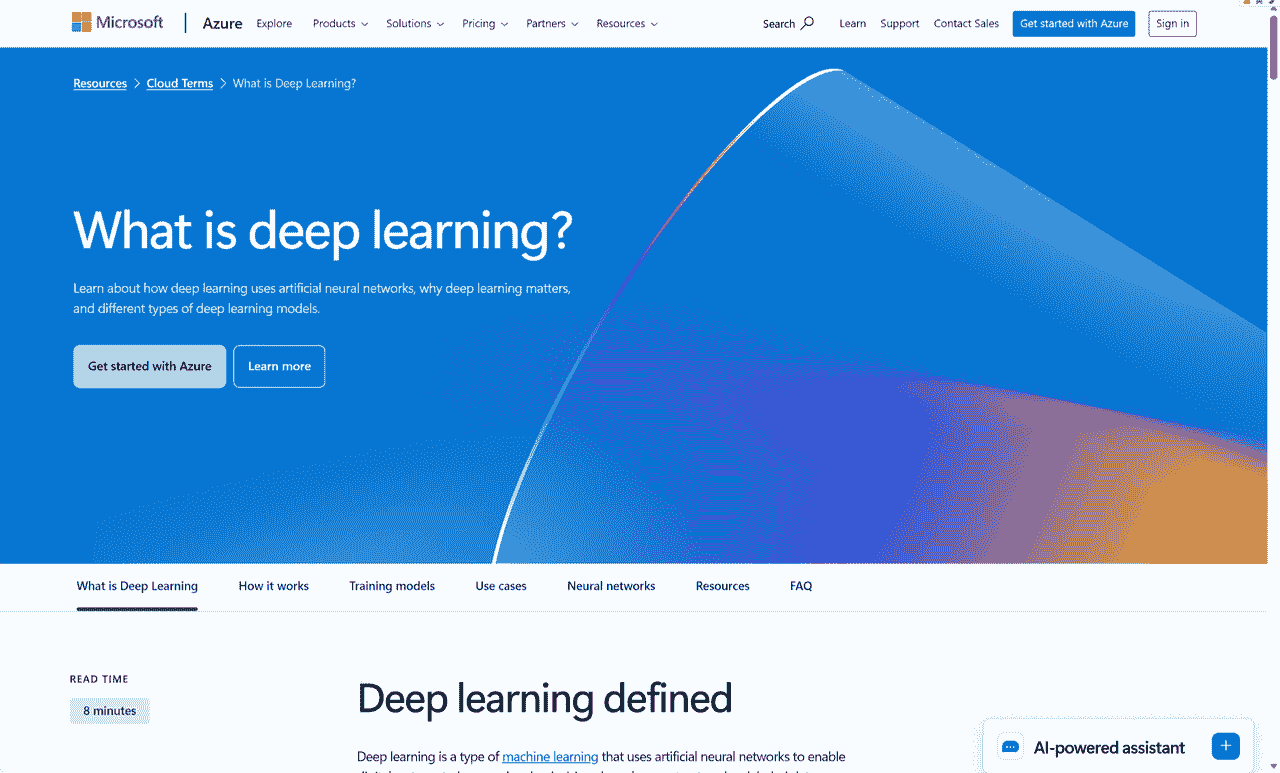 Microsoft Azure Explore Products Solutions Pricing Partners Resources Search Learn Support Contact Sales Get started with Azure Sign in
Resources > Cloud Terms > What is Deep Learning?
What is deep learning?
Learn about how deep learning uses artificial neural networks, why deep learning matters,
and different types of deep learning models.
Get started with Azure Learn more
What is Deep Learning How it works Training models Use cases Neural networks Resources FAQ
READ TIME
8 minutes
Deep learning defined
Deep learning is a type of machine learning that uses artificial neural networks to enable
AI-powered assistant